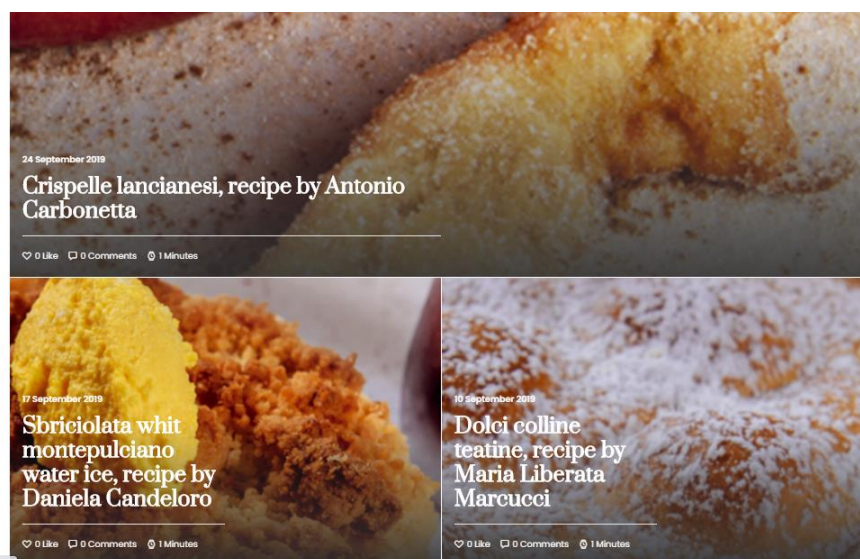 24 September 2019
Crispelle lancianesi, recipe by Antonio
Carbonetta
0 Like 0 Comments 1 Minutes
17 September 2019
Sbriciolata whit
montepulciano
water ice, recipe by
Daniela Candeloro
0 Like 0 Comments 1 Minutes
10 September 2019
Dolci colline
teatine, recipe by
Maria Liberata
Marcucci
0 Like 0 Comments 1 Minutes